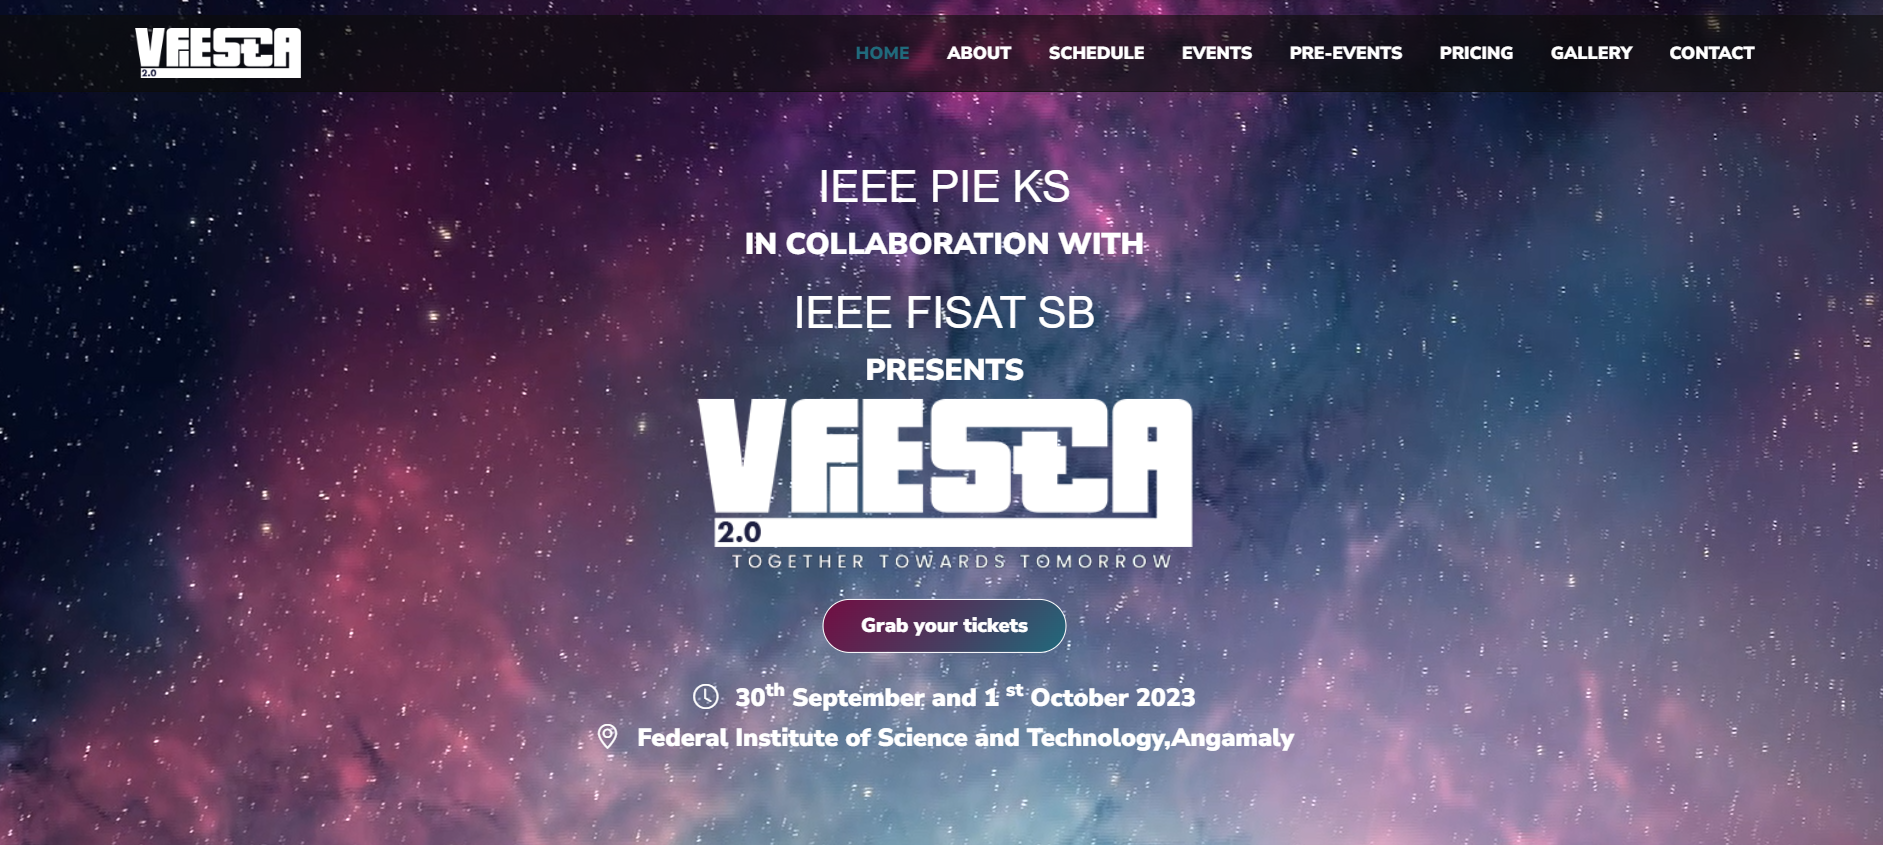 VFiESTA
2.0
HOME ABOUT SCHEDULE EVENTS PRE-EVENTS PRICING GALLERY CONTACT
IEEE PIE KS
IN COLLABORATION WITH
IEEE FISAT SB
PRESENTS
VFiESTA
2.0
TOGETHER TOWARDS TOMORROW
Grab your tickets
30th September and 1 st October 2023
Federal Institute of Science and Technology,Angamaly